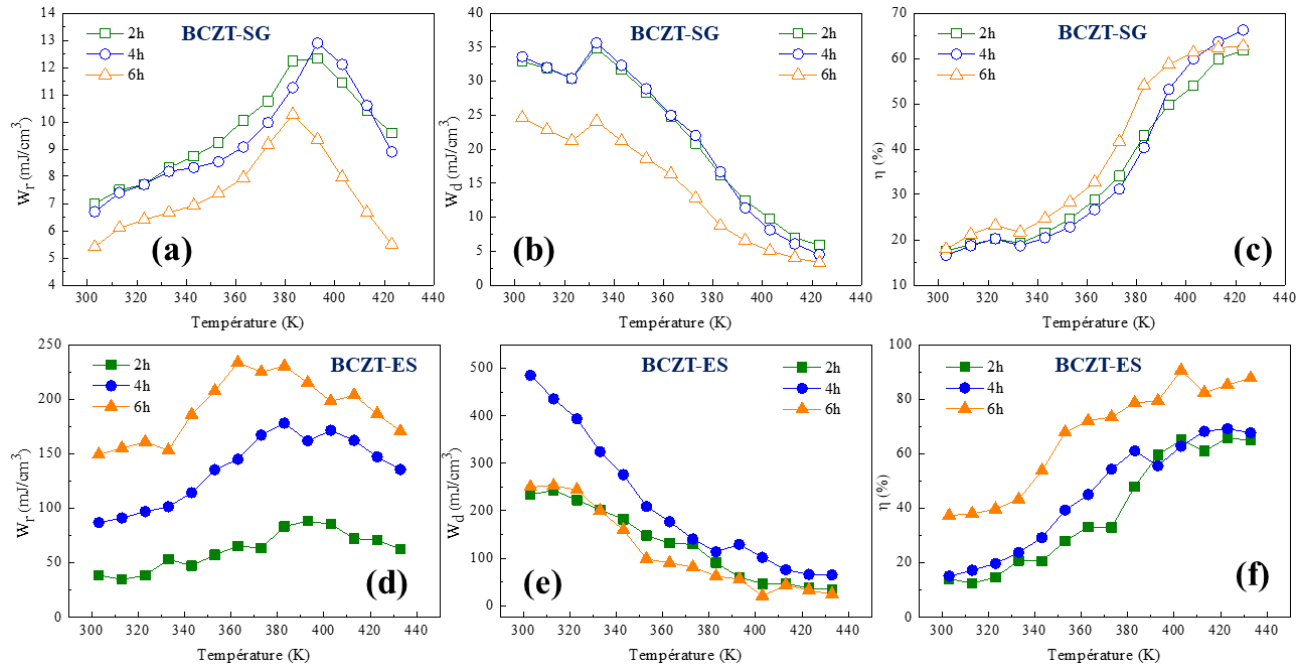 14
13
12
11
10
9
8
7
6
5
4
Wr (mJ/cm3)
2h
4h
6h
BCZT-SG
(a)
300 320 340 360 380 400 420 440
Température (K)
45
40
35
30
25
20
15
10
5
0
Wd (mJ/cm3)
BCZT-SG
2h
4h
6h
(b)
300 320 340 360 380 400 420 440
Température (K)
70
60
50
40
30
20
10
η (%)
2h
4h
6h
BCZT-SG
(c)
300 320 340 360 380 400 420 440
Température (K)
250
200
150
100
50
0
Wr (mJ/cm3)
2h
4h
6h
BCZT-ES
(d)
300 320 340 360 380 400 420 440
Température (K)
500
400
300
200
100
0
Wd (mJ/cm3)
BCZT-ES
2h
4h
6h
(e)
300 320 340 360 380 400 420 440
Température (K)
100
80
60
40
20
0
η (%)
2h
4h
6h
BCZT-ES
(f)
300 320 340 360 380 400 420 440
Température (K)